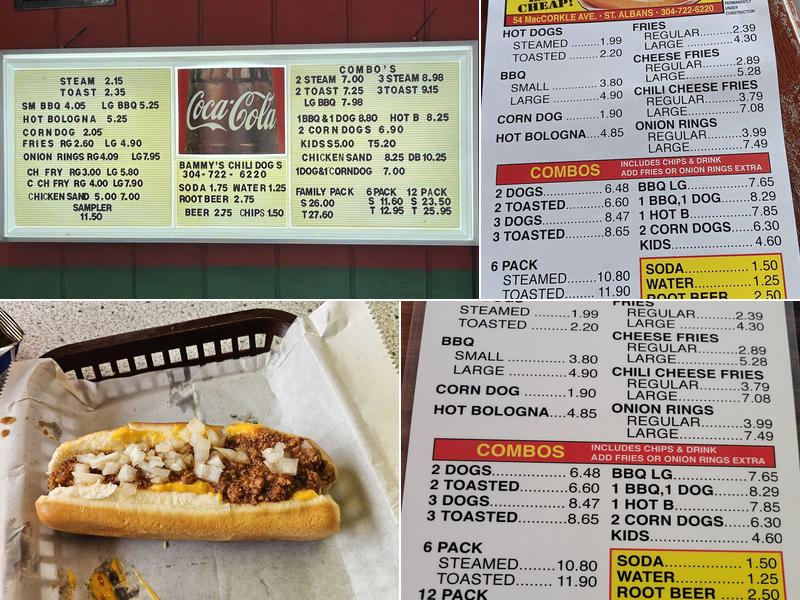 STEAM 2.15
TOAST 2.35
SM BBQ 4.05 LG BBQ 5.25
HOT BOLOGNA 5.25
CORN DOG 2.05
FRIES RG 2.60 LG 4.90
ONION RINGS RG 4.09 LG 7.95
CH FRY RG 3.00 LG 5.80
C CH FRY RG 4.00 LG 7.90
CHICKEN SAND 5.00 7.00
SAMPLER
11.50
Coca-Cola
BAMMY'S CHILI DOGS
304-722-6220
SODA 1.75 WATER 1.25
ROOT BEER 2.75
BEER 2.75 CHIPS 1.50
COMBO'S
2 STEAM 7.00 3 STEAM 8.98
2 TOAST 7.25 3 TOAST 9.15
LG BBQ 7-98
1 BBQ & 1 DOG 8.80 HOT B 8.25
2 CORN DOGS 6.90
KIDS S 5.00 T 5.20
CHICKEN SAND 8.25 DB 10.25
1 DOG & 1 CORN DOG 7.00
FAMILY PACK 6 PACK 12 PACK
S 26.00 S 11.60 S 23.50
T 27.60 T 12.95 T 25.95
CHEAP!
PERMANENTLY
UNDER
CONSTRUCTION
54 MacCORKLE AVE. • ST. ALBANS • 304-722-6220
HOT DOGS
STEAMED........1.99
TOASTED........2.20
BBQ
SMALL..........3.80
LARGE..........4.90
CORN DOG.......1.90
HOT BOLOGNA....4.85
FRIES
REGULAR........2.39
LARGE..........4.30
CHEESE FRIES
REGULAR........2.89
LARGE..........5.28
CHILI CHEESE FRIES
REGULAR........3.79
LARGE..........7.08
ONION RINGS
REGULAR........3.99
LARGE..........7.49
COMBOS INCLUDES CHIPS & DRINK
ADD FRIES OR ONION RINGS EXTRA
2 DOGS.........6.48
2 TOASTED......6.60
3 DOGS.........8.47
3 TOASTED......8.65
BBQ LG.........7.65
1 BBQ,1 DOG....8.29
1 HOT B........7.85
2 CORN DOGS....6.30
KIDS...........4.60
6 PACK
STEAMED........10.80
TOASTED........11.90
SODA...........1.50
WATER..........1.25
ROOT BEER......2.50
STEAMED........1.99
TOASTED........2.20
BBQ
SMALL..........3.80
LARGE..........4.90
CORN DOG.......1.90
HOT BOLOGNA....4.85
FRIES
REGULAR........2.39
LARGE..........4.30
CHEESE FRIES
REGULAR........2.89
LARGE..........5.28
CHILI CHEESE FRIES
REGULAR........3.79
LARGE..........7.08
ONION RINGS
REGULAR........3.99
LARGE..........7.49
COMBOS INCLUDES CHIPS & DRINK
ADD FRIES OR ONION RINGS EXTRA
2 DOGS.........6.48
2 TOASTED......6.60
3 DOGS.........8.47
3 TOASTED......8.65
BBQ LG.........7.65
1 BBQ,1 DOG....8.29
1 HOT B........7.85
2 CORN DOGS....6.30
KIDS...........4.60
6 PACK
STEAMED........10.80
TOASTED........11.90
12 PACK
SODA...........1.50
WATER..........1.25
ROOT BEER......2.50